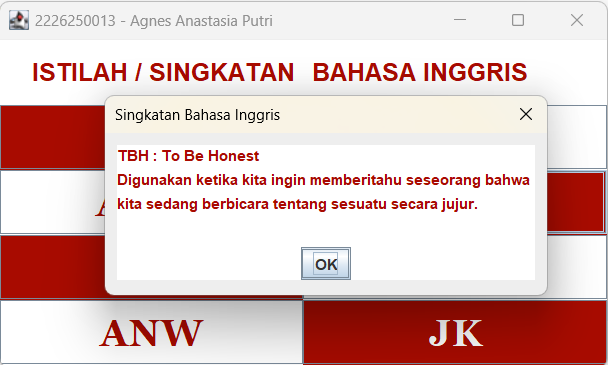 2226250013 - Agnes Anastasia Putri
ISTILAH / SINGKATAN BAHASA INGGRIS
Singkatan Bahasa Inggris
TBH : To Be Honest
Digunakan ketika kita ingin memberitahu seseorang bahwa
kita sedang berbicara tentang sesuatu secara jujur.
OK
ANW
JK